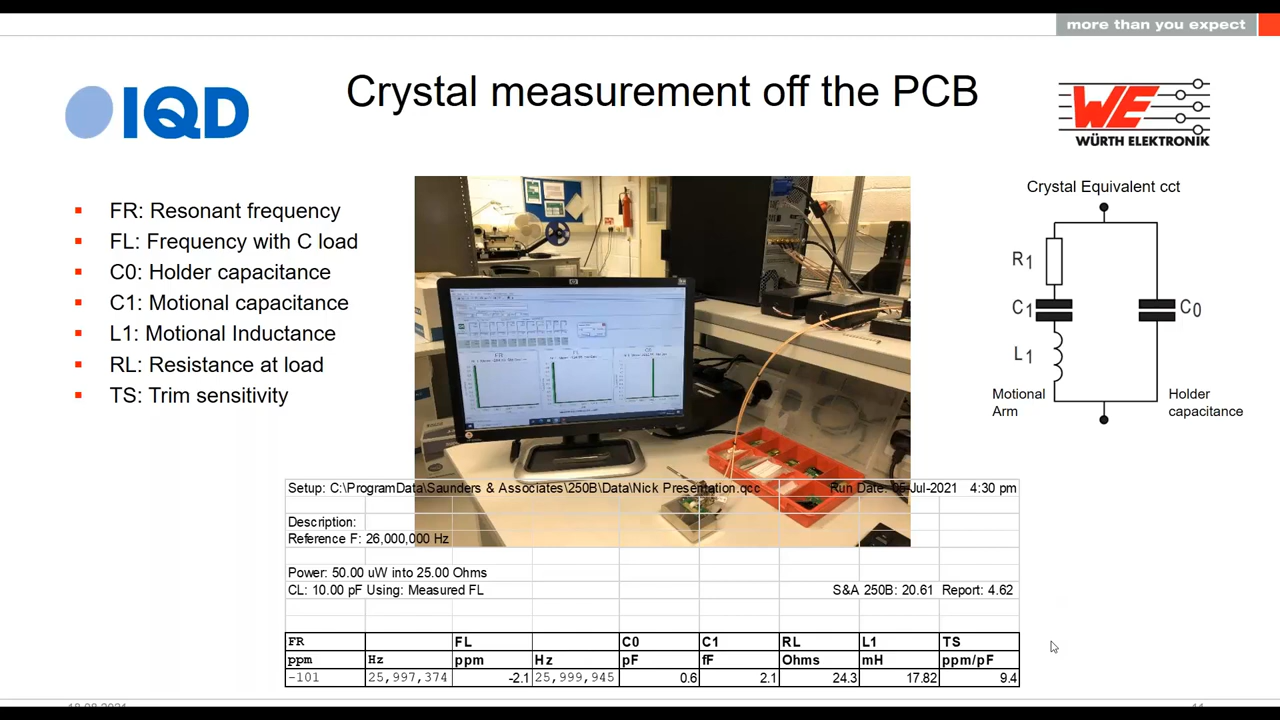 more than you expect
IQD
Crystal measurement off the PCB
WE
WÜRTH ELEKTRONIK
FR: Resonant frequency
FL: Frequency with C load
C0: Holder capacitance
C1: Motional capacitance
L1: Motional Inductance
RL: Resistance at load
TS: Trim sensitivity
Crystal Equivalent cct
R1
C1
C0
L1
Motional Arm
Holder capacitance
Setup: C:\ProgramData\Saunders & Associates\250B\Data\Nick Presentation.qcc Run Date: 05-Jul-2021 4:30 pm
Description:
Reference F: 26,000,000 Hz
Power: 50.00 uW into 25.00 Ohms
CL: 10.00 pF Using: Measured FL S&A 250B: 20.61 Report: 4.62
FR FL C0 C1 RL L1 TS
ppm Hz ppm Hz pF fF Ohms mH ppm/pF
-101 25,997,374 -2.1 25,999,945 0.6 2.1 24.3 17.82 9.4